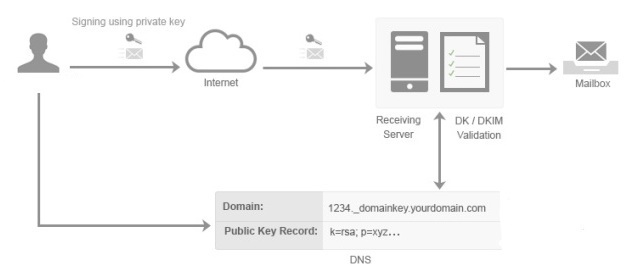 Signing using private key
Internet
Receiving Server
DK / DKIM Validation
Mailbox
Domain: 1234._domainkey.yourdomain.com
Public Key Record: k=rsa; p=xyz...
DNS